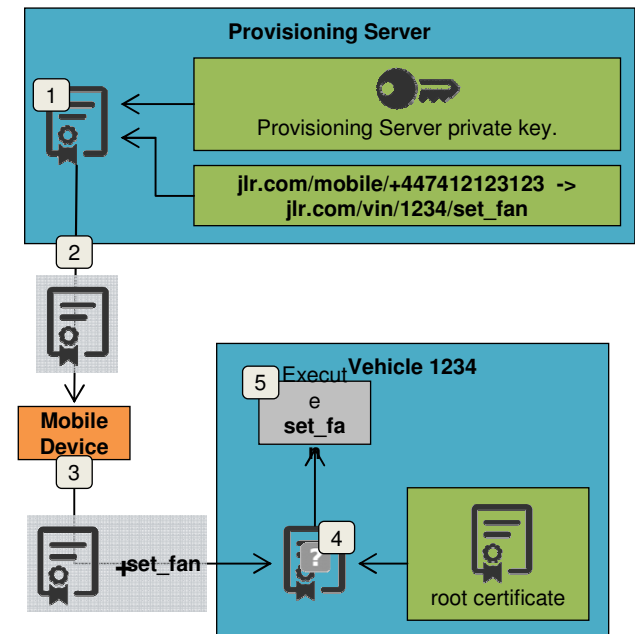 Provisioning Server
1
Provisioning Server private key.
jlr.com/mobile/+447412123123 ->
jlr.com/vin/1234/set_fan
2
Vehicle 1234
5
Execut
e
set_fa
n
Mobile
Device
3
4
?
+set_fan
root certificate